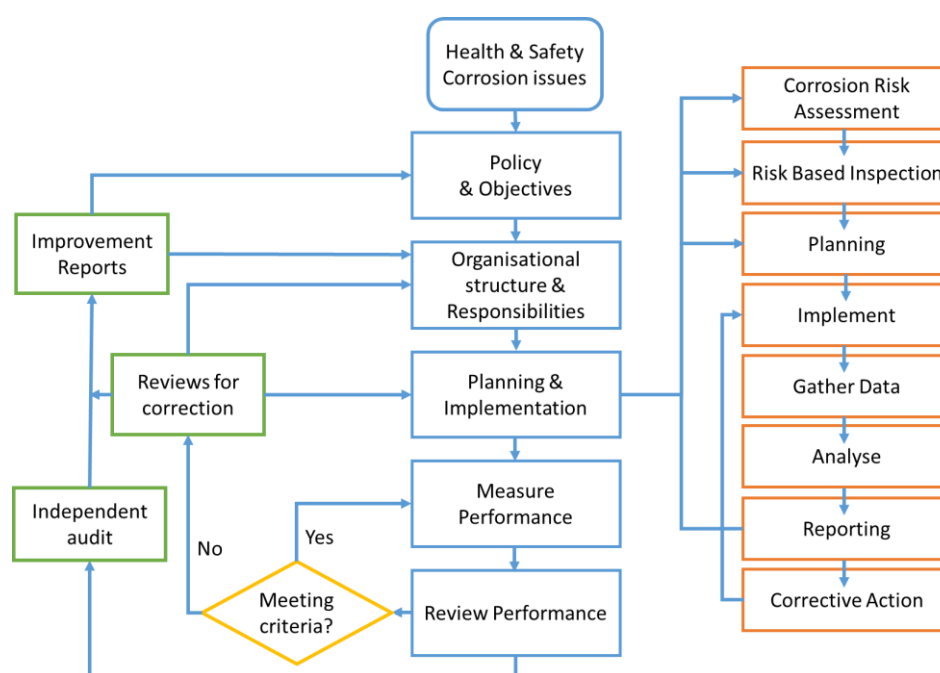 Health & Safety
Corrosion issues
Policy
& Objectives
Organisational
structure &
Responsibilities
Planning &
Implementation
Measure
Performance
Review Performance
Improvement
Reports
Reviews for
correction
Independent
audit
No
Yes
Meeting
criteria?
Corrosion Risk
Assessment
Risk Based Inspection
Planning
Implement
Gather Data
Analyse
Reporting
Corrective Action